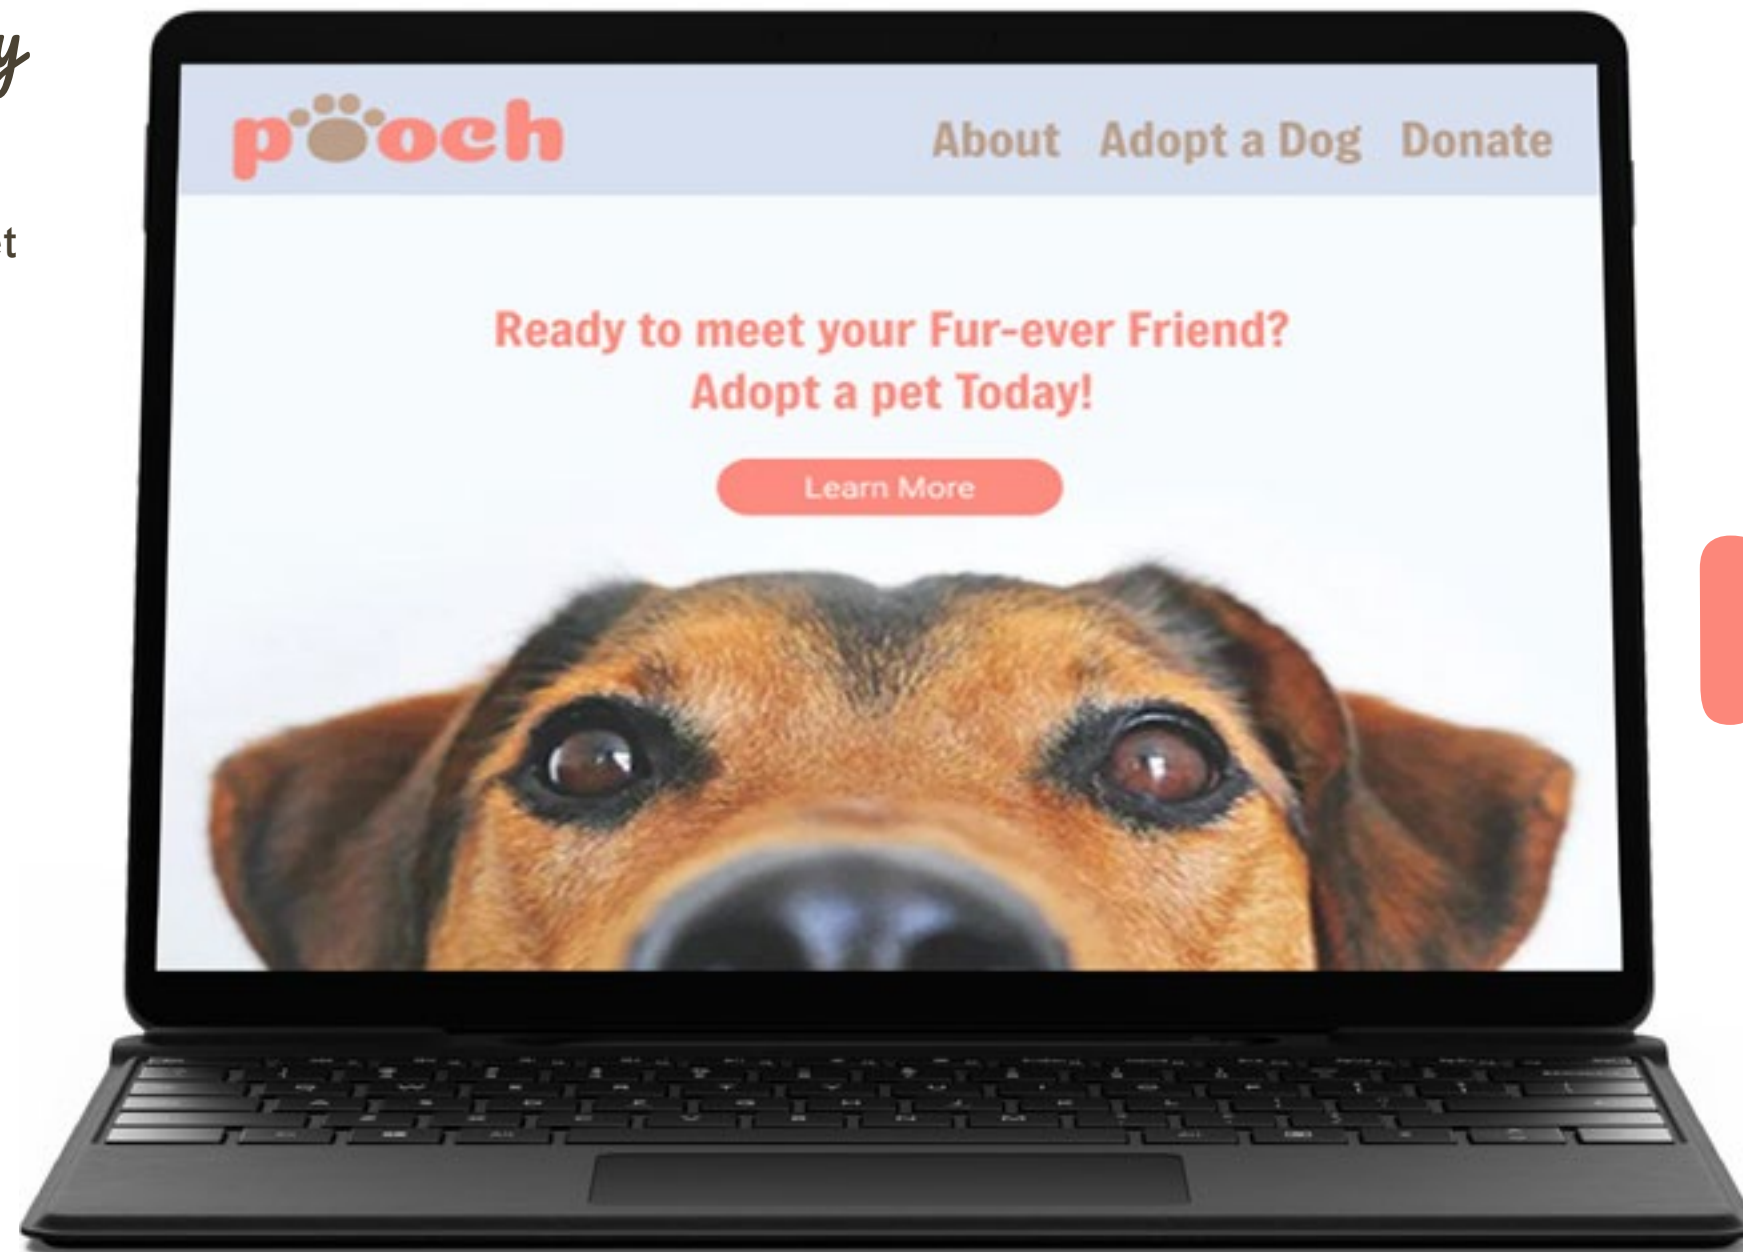 pooch
About Adopt a Dog Donate
Ready to meet your Fur-ever Friend?
Adopt a pet Today!
Learn More